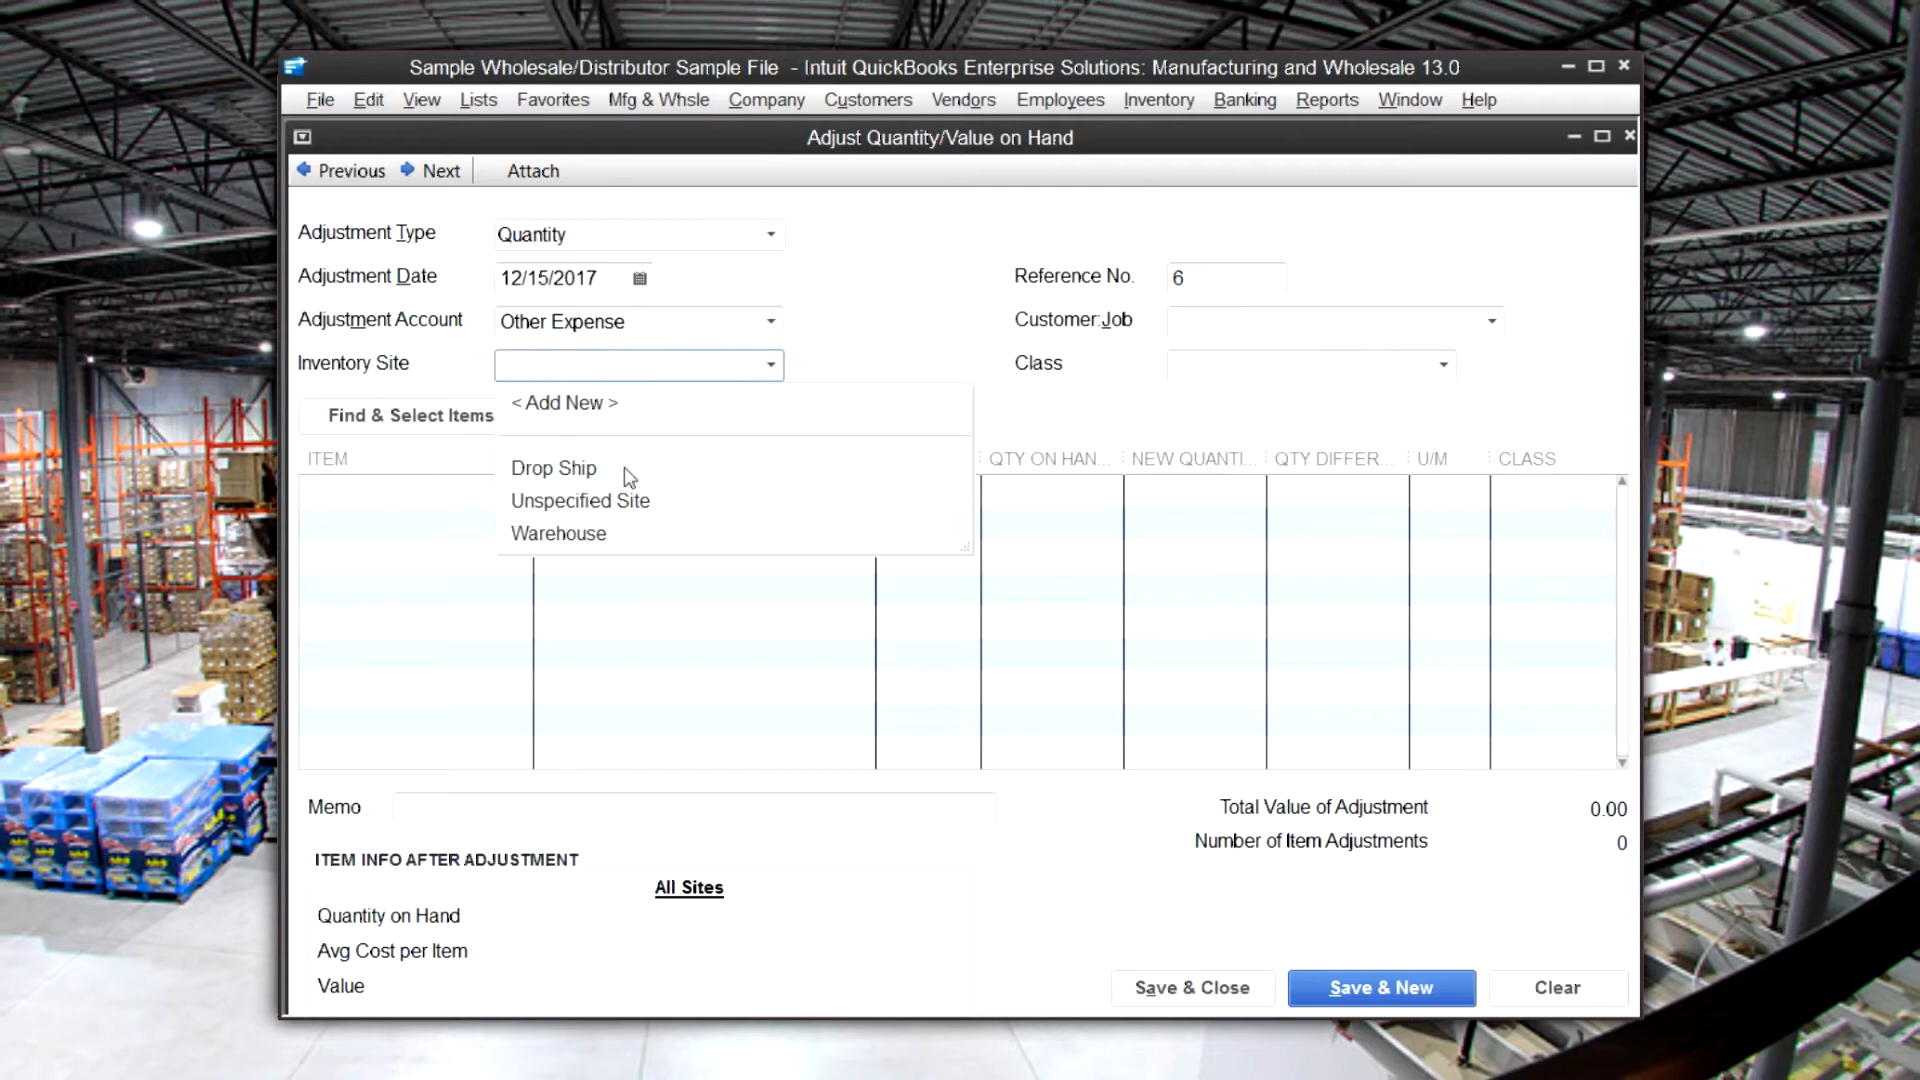 Sample Wholesale/Distributor Sample File - Intuit QuickBooks Enterprise Solutions: Manufacturing and Wholesale 13.0
File Edit View Lists Favorites Mfg & Whsle Company Customers Vendors Employees Inventory Banking Reports Window Help
Adjust Quantity/Value on Hand
Previous Next Attach
Adjustment Type Quantity
Adjustment Date 12/15/2017 Reference No. 6
Adjustment Account Other Expense Customer:Job
Inventory Site Class
< Add New >
Find & Select Items
ITEM QTY ON HAN... NEW QUANTI... QTY DIFFER... U/M CLASS
Drop Ship
Unspecified Site
Warehouse
Memo Total Value of Adjustment 0.00
Number of Item Adjustments 0
ITEM INFO AFTER ADJUSTMENT
All Sites
Quantity on Hand
Avg Cost per Item
Value
Save & Close Save & New Clear